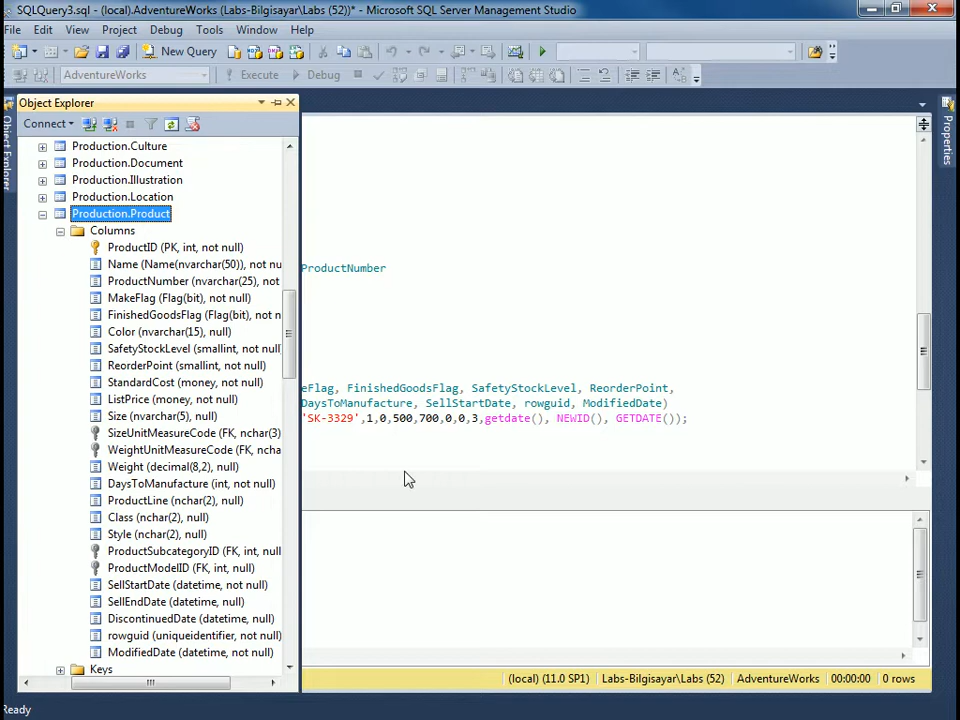 SQLQuery3.sql - (local).AdventureWorks (Labs-Bilgisayar\Labs (52))* - Microsoft SQL Server Management Studio
File Edit View Project Debug Tools Window Help
New Query
AdventureWorks Execute Debug
Object Explorer
Connect
Object Explorer
Properties
Production.Culture
Production.Document
Production.Illustration
Production.Location
Production.Product
Columns
ProductID (PK, int, not null)
Name (Name(nvarchar(50)), not nu
ProductNumber (nvarchar(25), not
MakeFlag (Flag(bit), not null)
FinishedGoodsFlag (Flag(bit), not n
Color (nvarchar(15), null)
SafetyStockLevel (smallint, not null
ReorderPoint (smallint, not null)
StandardCost (money, not null)
ListPrice (money, not null)
Size (nvarchar(5), null)
SizeUnitMeasureCode (FK, nchar(3)
WeightUnitMeasureCode (FK, ncha
Weight (decimal(8,2), null)
DaysToManufacture (int, not null)
ProductLine (nchar(2), null)
Class (nchar(2), null)
Style (nchar(2), null)
ProductSubcategoryID (FK, int, null
ProductModelID (FK, int, null)
SellStartDate (datetime, not null)
SellEndDate (datetime, null)
DiscontinuedDate (datetime, null)
rowguid (uniqueidentifier, not null)
ModifiedDate (datetime, not null)
Keys
ProductNumber
eFlag, FinishedGoodsFlag, SafetyStockLevel, ReorderPoint,
DaysToManufacture, SellStartDate, rowguid, ModifiedDate)
'SK-3329',1,0,500,700,0,0,3,getdate(), NEWID(), GETDATE());
(local) (11.0 SP1) Labs-Bilgisayar\Labs (52) AdventureWorks 00:00:00 0 rows
Ready